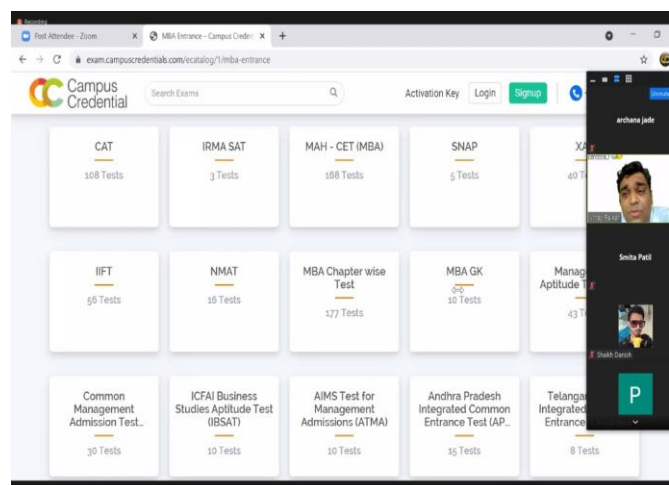 Recording
Post Attendee - Zoom
MBA Entrance - Campus Creden
exam.campuscredentials.com/ecatalog/1/mba-entrance
Campus
Credential
Search Exams
Activation Key
Login
Signup
archana jade
CAT
108 Tests
IRMA SAT
3 Tests
MAH - CET (MBA)
168 Tests
SNAP
5 Tests
XA
40 T
Smita Patil
IIFT
56 Tests
NMAT
16 Tests
MBA Chapter wise
Test
177 Tests
MBA GK
10 Tests
Manag
Aptitude T
43 T
Shaikh Danish
P
Common
Management
Admission Test...
30 Tests
ICFAI Business
Studies Aptitude Test
(IBSAT)
10 Tests
AIMS Test for
Management
Admissions (ATMA)
10 Tests
Andhra Pradesh
Integrated Common
Entrance Test (AP...
15 Tests
Telanga
Integrated
Entrance
8 Tests